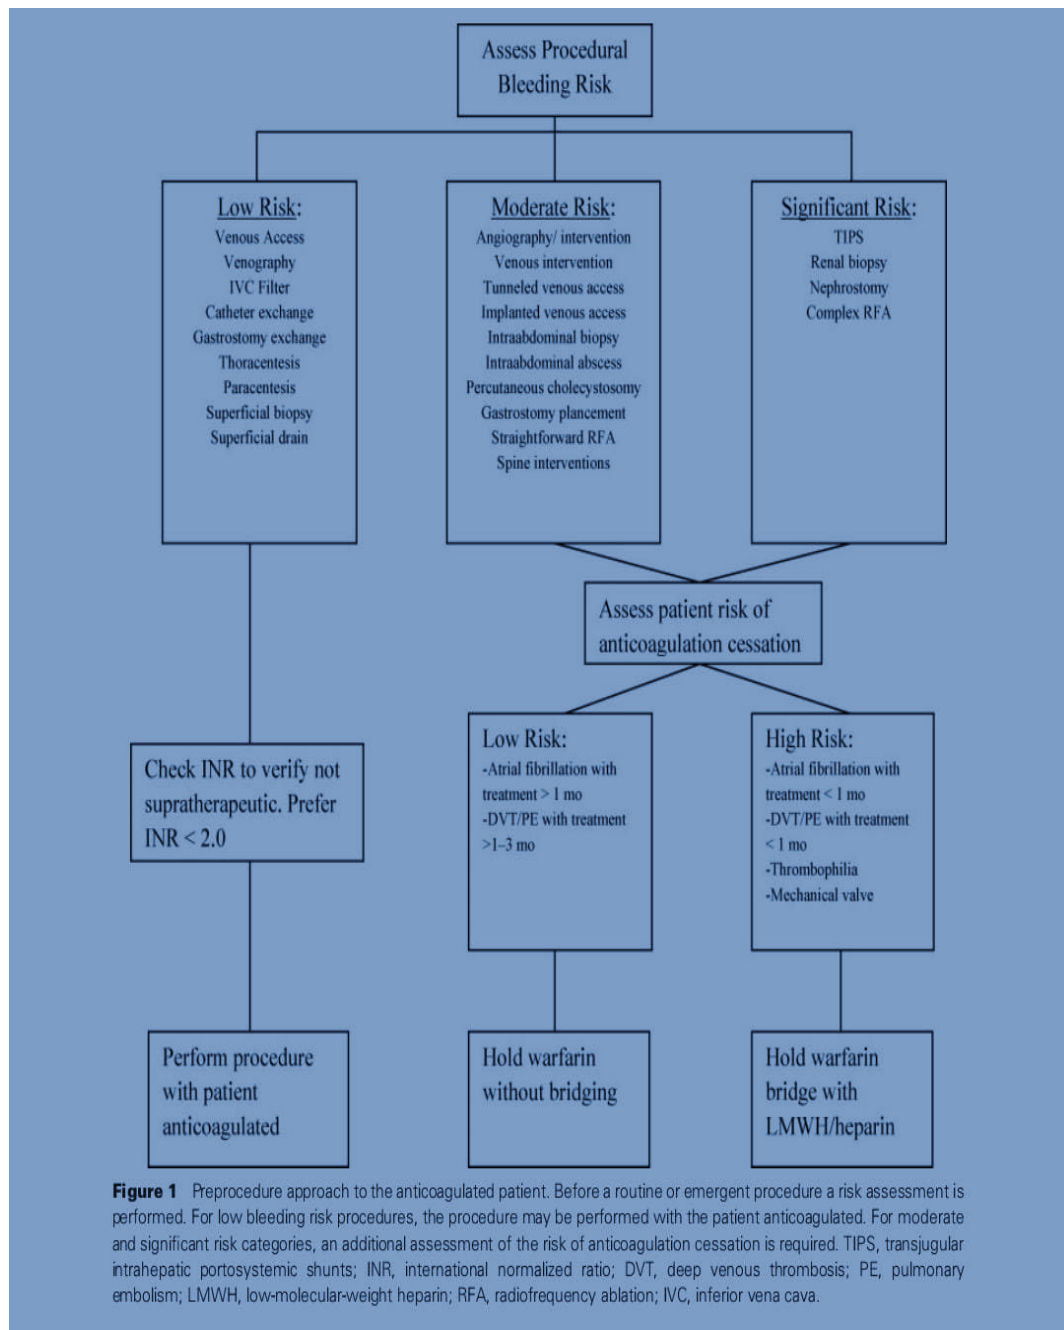 Assess Procedural
Bleeding Risk
Low Risk:
Venous Access
Venography
IVC Filter
Catheter exchange
Gastrostomy exchange
Thoracentesis
Paracentesis
Superficial biopsy
Superficial drain
Moderate Risk:
Angiography/ intervention
Venous intervention
Tunneled venous access
Implanted venous access
Intraabdominal biopsy
Intraabdominal abscess
Percutaneous cholecystosomy
Gastrostomy plancement
Straightforward RFA
Spine interventions
Significant Risk:
TIPS
Renal biopsy
Nephrostomy
Complex RFA
Assess patient risk of
anticoagulation cessation
Check INR to verify not
supratherapeutic. Prefer
INR < 2.0
Low Risk:
-Atrial fibrillation with
treatment > 1 mo
-DVT/PE with treatment
>1–3 mo
High Risk:
-Atrial fibrillation with
treatment < 1 mo
-DVT/PE with treatment
< 1 mo
-Thrombophilia
-Mechanical valve
Perform procedure
with patient
anticoagulated
Hold warfarin
without bridging
Hold warfarin
bridge with
LMWH/heparin
Figure 1 Preprocedure approach to the anticoagulated patient. Before a routine or emergent procedure a risk assessment is
performed. For low bleeding risk procedures, the procedure may be performed with the patient anticoagulated. For moderate
and significant risk categories, an additional assessment of the risk of anticoagulation cessation is required. TIPS, transjugular
intrahepatic portosystemic shunts; INR, international normalized ratio; DVT, deep venous thrombosis; PE, pulmonary
embolism; LMWH, low-molecular-weight heparin; RFA, radiofrequency ablation; IVC, inferior vena cava.